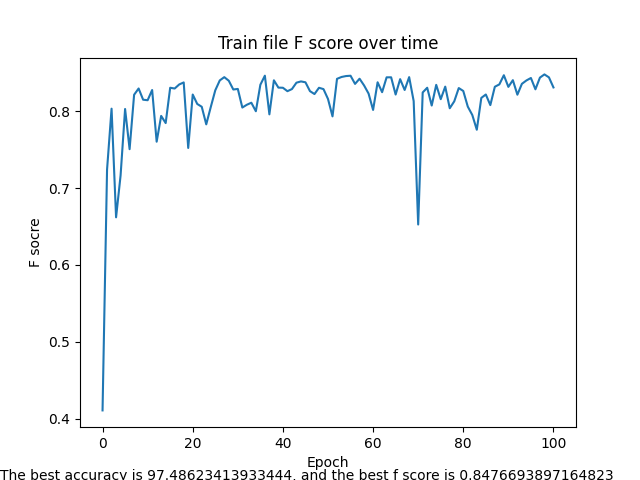 Train file F score over time
F socre
0.8
0.7
0.6
0.5
0.4
0 20 40 60 80 100
Epoch
The best accuracy is 97.48623413933444, and the best f score is 0.8476693897164823